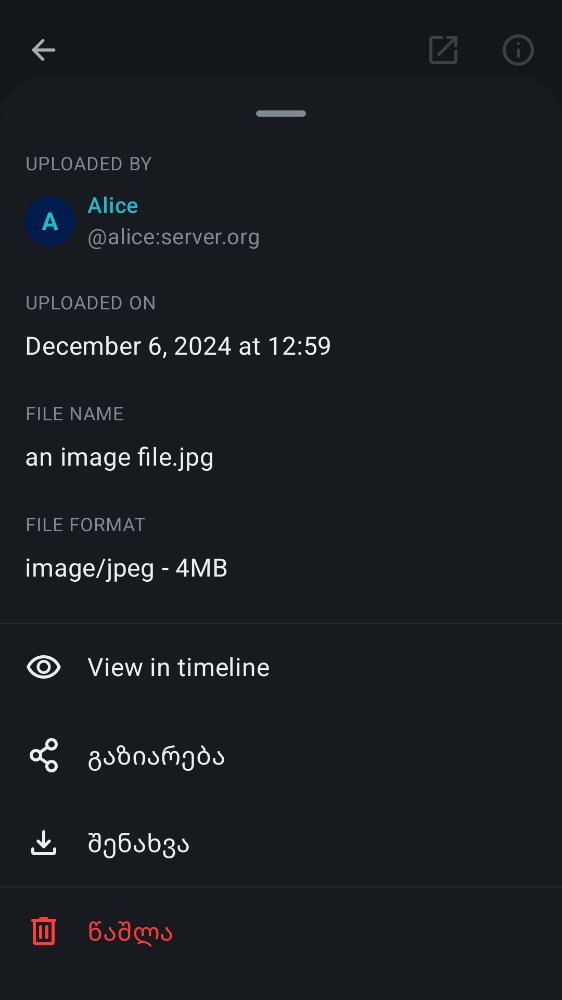 UPLOADED BY
A
Alice
@alice:server.org
UPLOADED ON
December 6, 2024 at 12:59
FILE NAME
an image file.jpg
FILE FORMAT
image/jpeg - 4MB
View in timeline
გაზიარება
შენახვა
წაშლა